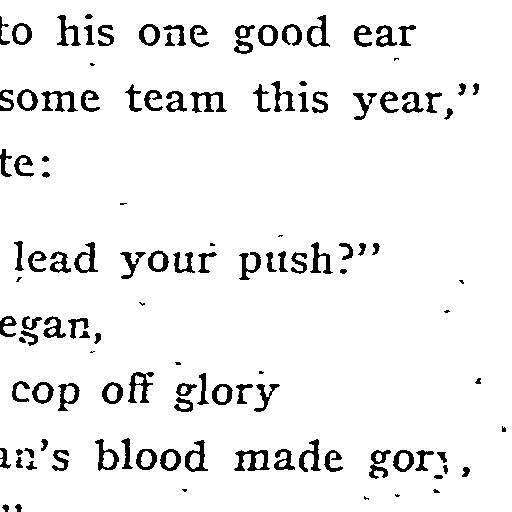 to his one good ear
some team this year,”
te:
lead your push?”
egan,
cop off glory
an’s blood made gory,
”